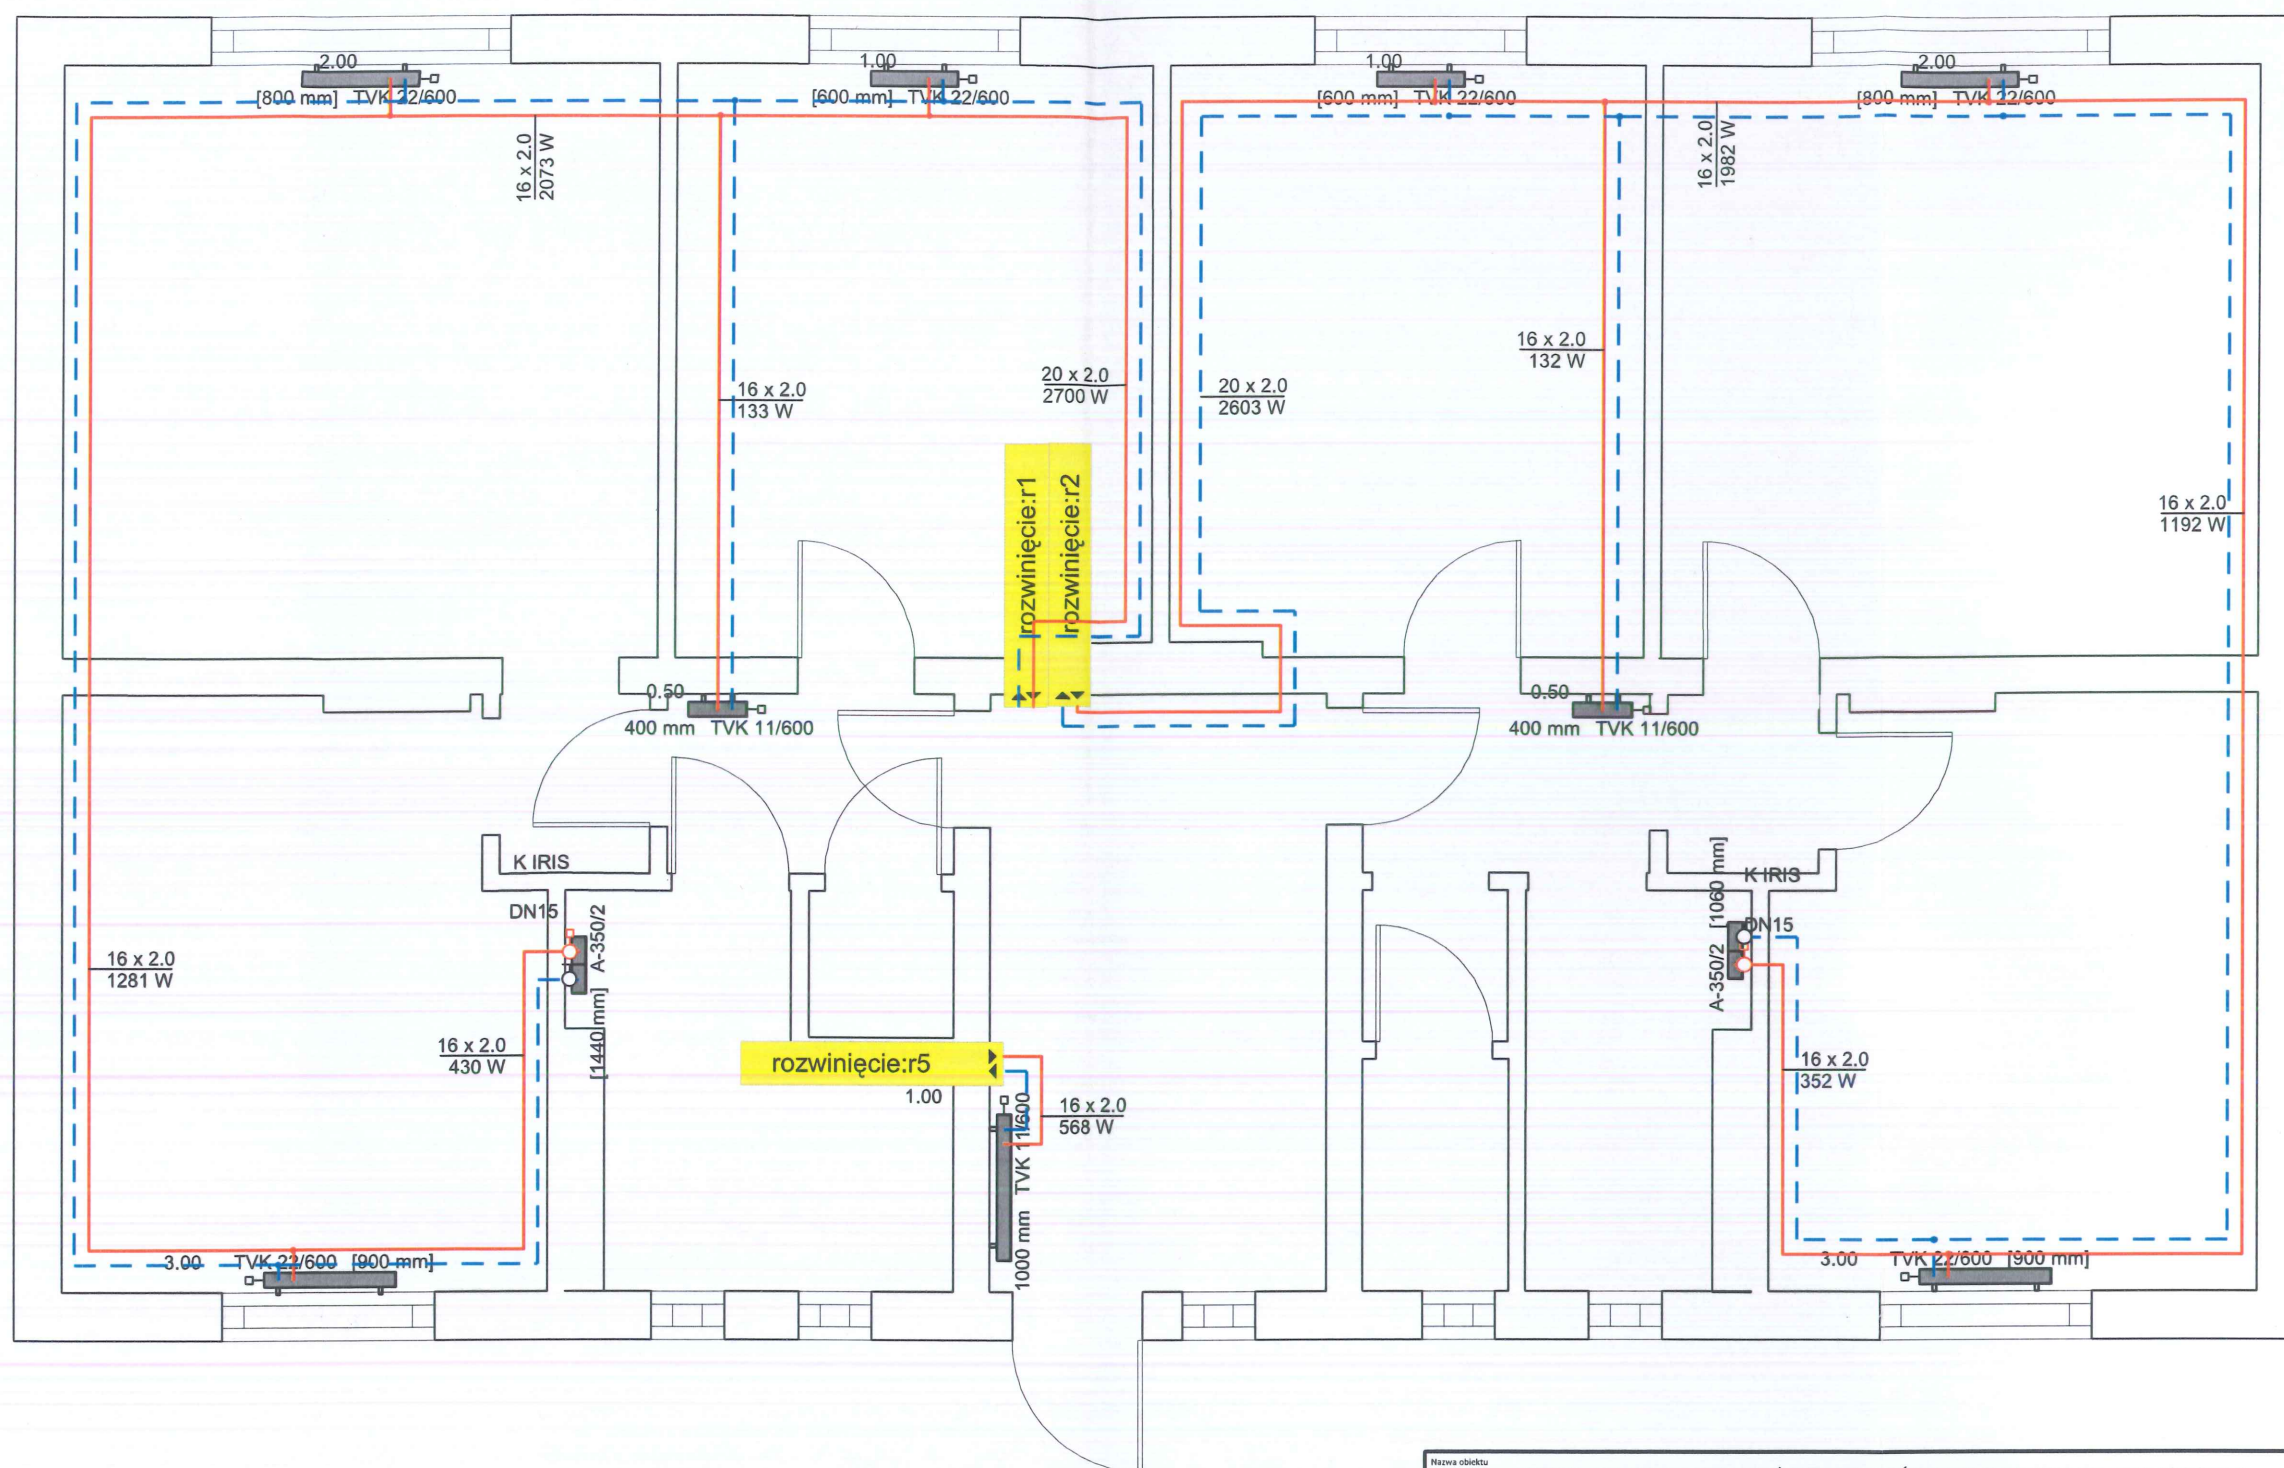 2.00
[800 mm] TVK 22/600
1.00
[600 mm] TVK 22/600
1.00
[600 mm] TVK 22/600
2.00
[800 mm] TVK 22/600
16 x 2.0
2073 W
16 x 2.0
1982 W
16 x 2.0
133 W
20 x 2.0
2700 W
20 x 2.0
2603 W
16 x 2.0
132 W
16 x 2.0
1192 W
rozwinięcie:r1
rozwinięcie:r2
0.50
400 mm TVK 11/600
0.50
400 mm TVK 11/600
K IRIS
DN15
A-350/2
[1440 mm]
K IRIS
DN15
A-350/2 [1060 mm]
16 x 2.0
1281 W
16 x 2.0
430 W
rozwinięcie:r5
1.00
1000 mm TVK 11/600
16 x 2.0
568 W
16 x 2.0
352 W
3.00 TVK 22/600 [900 mm]
3.00 TVK 22/600 [900 mm]
Nazwa obiektu